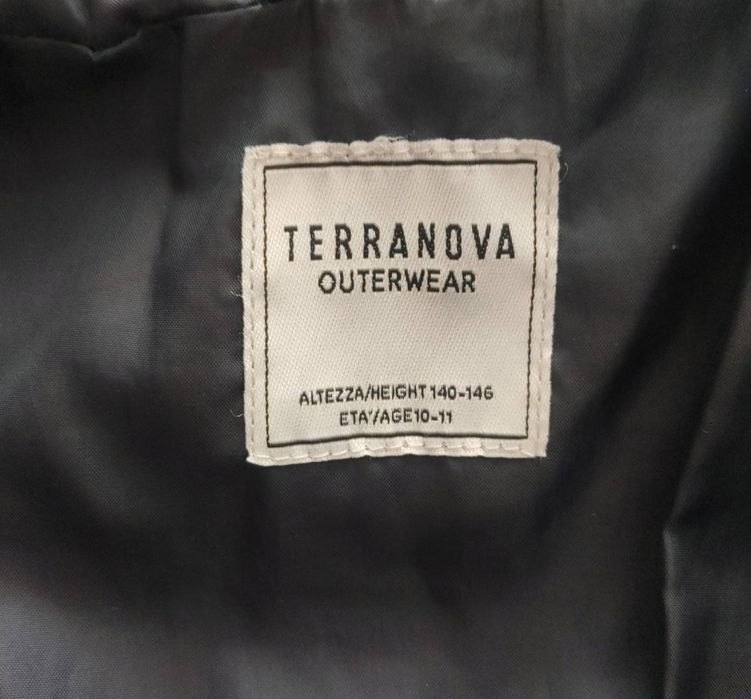 TERRANOVA
OUTERWEAR
ALTEZZA/HEIGHT 140-146
ETA'/AGE 10-11